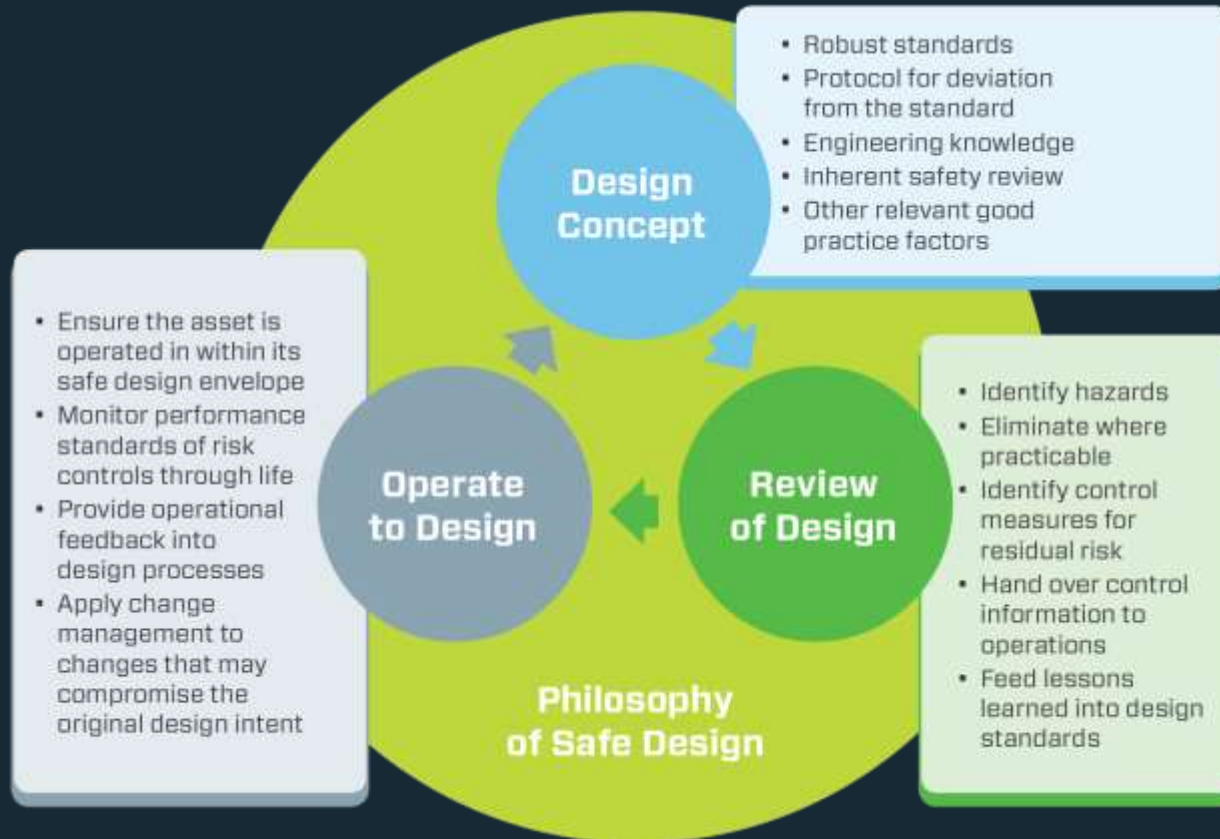 Design
Concept
• Robust standards
• Protocol for deviation
from the standard
• Engineering knowledge
• Inherent safety review
• Other relevant good
practice factors
Review
of Design
• Identify hazards
• Eliminate where
practicable
• Identify control
measures for
residual risk
• Hand over control
information to
operations
• Feed lessons
learned into design
standards
Operate
to Design
• Ensure the asset is
operated in within its
safe design envelope
• Monitor performance
standards of risk
controls through life
• Provide operational
feedback into
design processes
• Apply change
management to
changes that may
compromise the
original design intent
Philosophy
of Safe Design